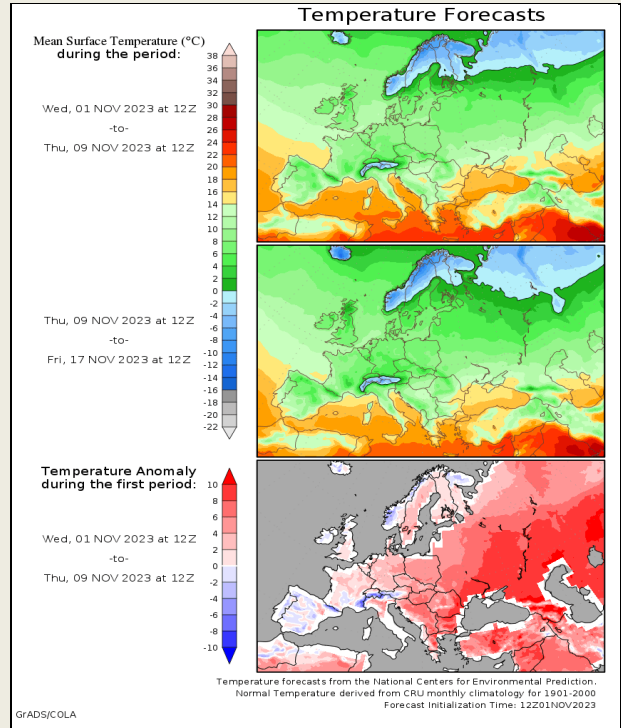 Temperature Forecasts
Mean Surface Temperature (°C)
during the period:
Wed, 01 NOV 2023 at 12Z
-to-
Thu, 09 NOV 2023 at 12Z
38
36
34
32
30
28
26
24
22
20
18
16
14
12
10
8
6
4
2
0
-2
-4
-6
-8
-10
-12
-14
-16
-18
-20
-22
Thu, 09 NOV 2023 at 12Z
-to-
Fri, 17 NOV 2023 at 12Z
Temperature Anomaly
during the first period:
Wed, 01 NOV 2023 at 12Z
-to-
Thu, 09 NOV 2023 at 12Z
10
8
6
4
2
0
-2
-4
-6
-8
-10
Temperature forecasts from the National Centers for Environmental Prediction.
Normal Temperature derived from CRU monthly climatology for 1901-2000
Forecast Initialization Time: 12Z01NOV2023
GrADS/COLA